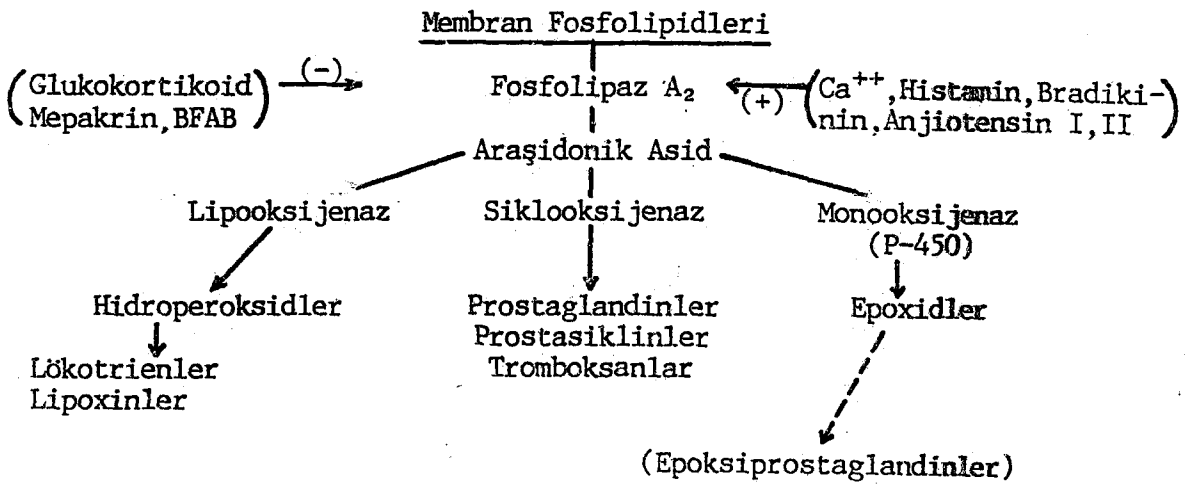 Membran Fosfolipidleri
(Glukokortikoid
Mepakrin, BFAB)
(-)
Fosfolipaz A₂
(+)
(Ca⁺⁺,Histamin,Bradiki-
nin,Anjiotensin I,II)
Araşidonik Asid
Lipooksijenaz
Siklooksijenaz
Monooksijenaz
(P-450)
Hidroperoksidler
Prostaglandinler
Prostasiklinler
Tromboksanlar
Epoxidler
Lökotrienler
Lipoxinler
(Epoksiprostaglandinler)